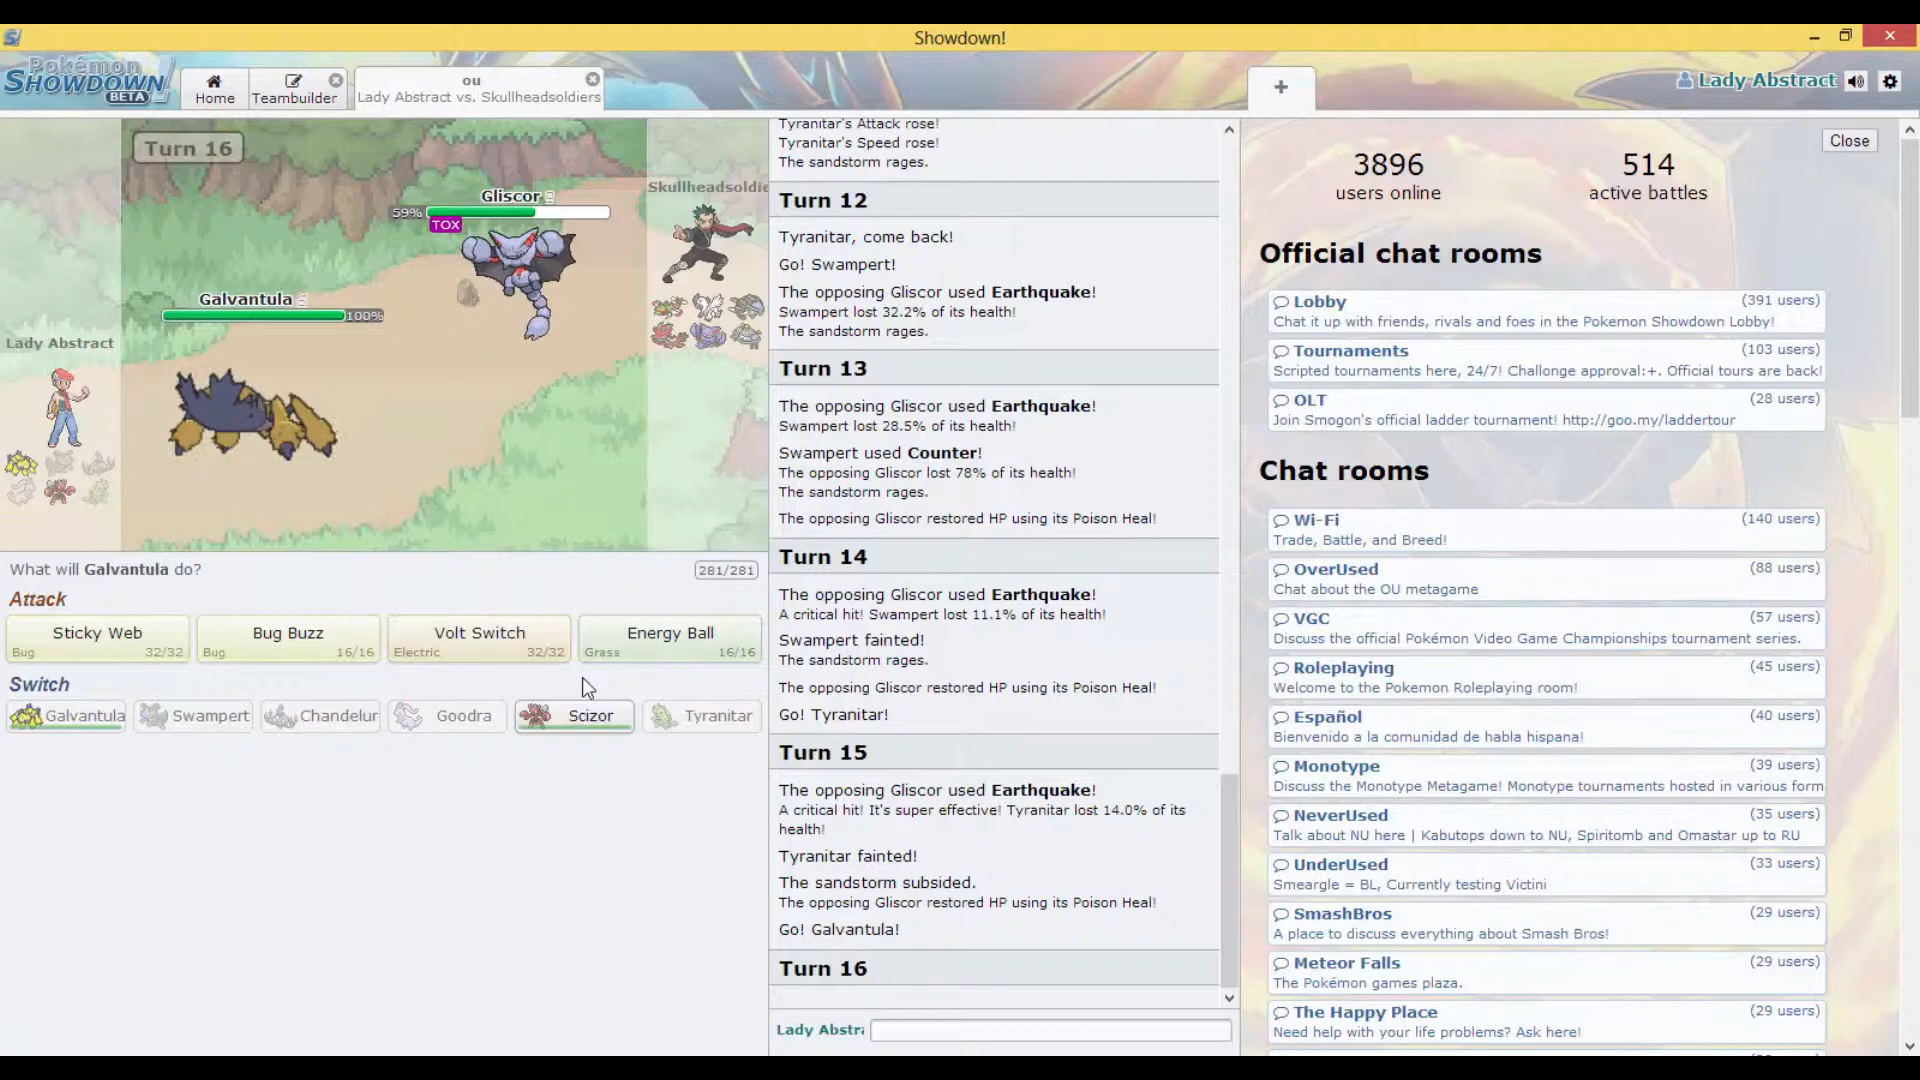 Showdown!
Pokémon
SHOWDOWN
BETA
Home
Teambuilder
ou
Lady Abstract vs. Skullheadsoldiers
+
Lady Abstract
Turn 16
Gliscor
59%
TOX
Galvantula
100%
Skullheadsoldie
Lady Abstract
What will Galvantula do?
281/281
Attack
Sticky Web
Bug 32/32
Bug Buzz
Bug 16/16
Volt Switch
Electric 32/32
Energy Ball
Grass 16/16
Switch
Galvantula
Swampert
Chandelur
Goodra
Scizor
Tyranitar
Tyranitar's Attack rose!
Tyranitar's Speed rose!
The sandstorm rages.
Turn 12
Tyranitar, come back!
Go! Swampert!
The opposing Gliscor used Earthquake!
Swampert lost 32.2% of its health!
The sandstorm rages.
Turn 13
The opposing Gliscor used Earthquake!
Swampert lost 28.5% of its health!
Swampert used Counter!
The opposing Gliscor lost 78% of its health!
The sandstorm rages.
The opposing Gliscor restored HP using its Poison Heal!
Turn 14
The opposing Gliscor used Earthquake!
A critical hit! Swampert lost 11.1% of its health!
Swampert fainted!
The sandstorm rages.
The opposing Gliscor restored HP using its Poison Heal!
Go! Tyranitar!
Turn 15
The opposing Gliscor used Earthquake!
A critical hit! It's super effective! Tyranitar lost 14.0% of its
health!
Tyranitar fainted!
The sandstorm subsided.
The opposing Gliscor restored HP using its Poison Heal!
Go! Galvantula!
Turn 16
Lady Abstra
Close
3896
users online
514
active battles
Official chat rooms
Lobby (391 users)
Chat it up with friends, rivals and foes in the Pokemon Showdown Lobby!
Tournaments (103 users)
Scripted tournaments here, 24/7! Challonge approval:+. Official tours are back!
OLT (28 users)
Join Smogon's official ladder tournament! http://goo.my/laddertour
Chat rooms
Wi-Fi (140 users)
Trade, Battle, and Breed!
OverUsed (88 users)
Chat about the OU metagame
VGC (57 users)
Discuss the official Pokémon Video Game Championships tournament series.
Roleplaying (45 users)
Welcome to the Pokemon Roleplaying room!
Español (40 users)
Bienvenido a la comunidad de habla hispana!
Monotype (39 users)
Discuss the Monotype Metagame! Monotype tournaments hosted in various form
NeverUsed (35 users)
Talk about NU here | Kabutops down to NU, Spiritomb and Omastar up to RU
UnderUsed (33 users)
Smeargle = BL, Currently testing Victini
SmashBros (29 users)
A place to discuss everything about Smash Bros!
Meteor Falls (29 users)
The Pokémon games plaza.
The Happy Place (29 users)
Need help with your life problems? Ask here!